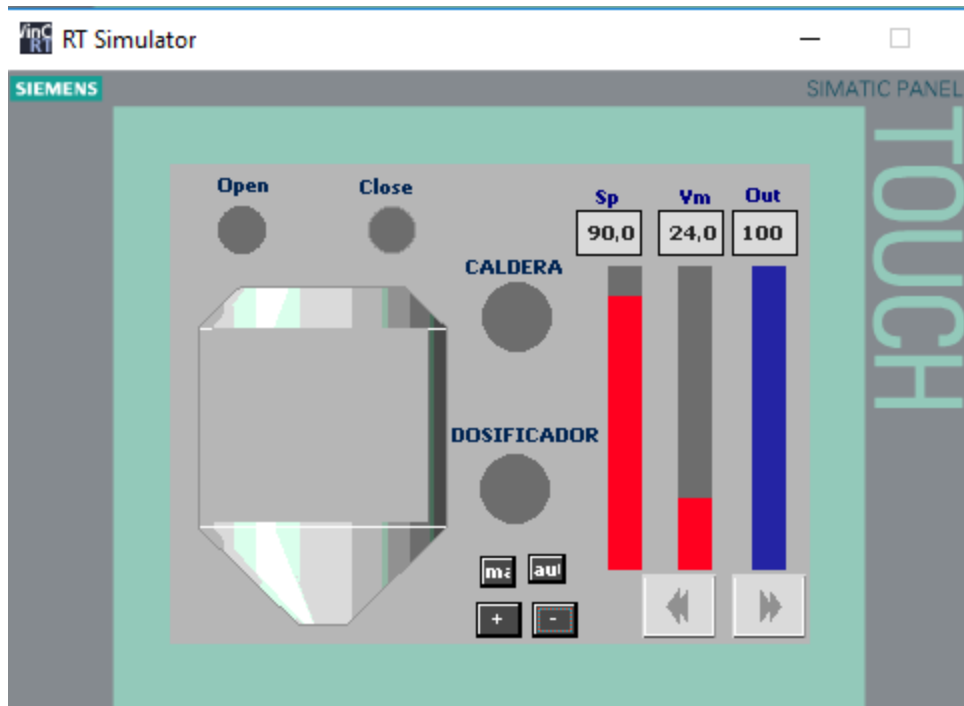 RT Simulator
SIEMENS
SIMATIC PANEL
TOUCH
Open
Close
Sp
Vm
Out
90,0
24,0
100
CALDERA
DOSIFICADOR
+
-